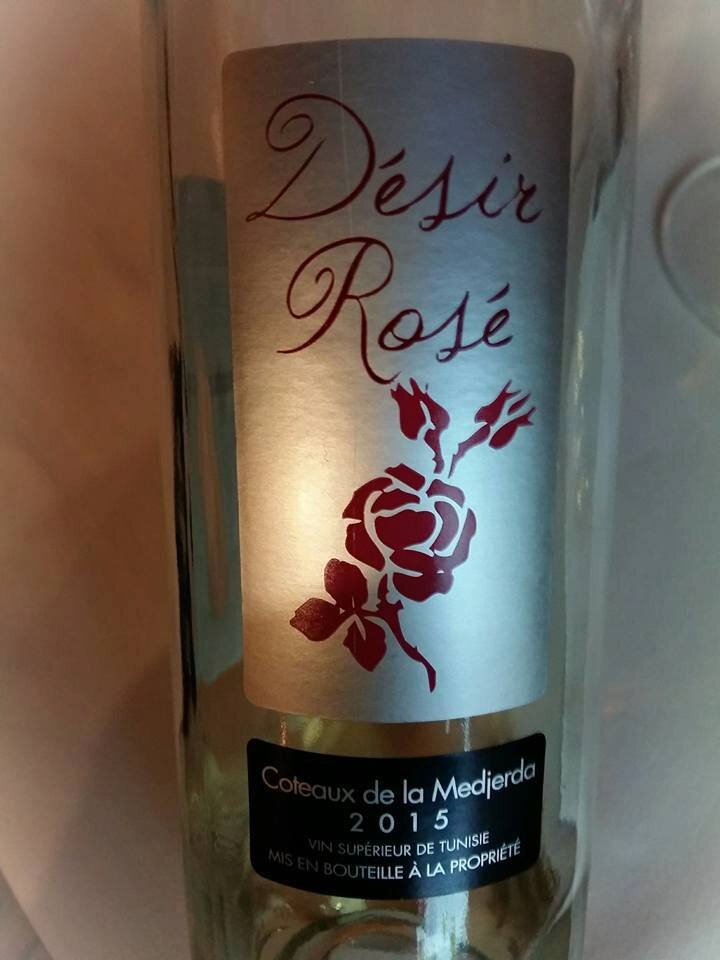 Désir
Rosé
Coteaux de la Medjerda
2015
VIN SUPÉRIEUR DE TUNISIE
MIS EN BOUTEILLE À LA PROPRIÉTÉ